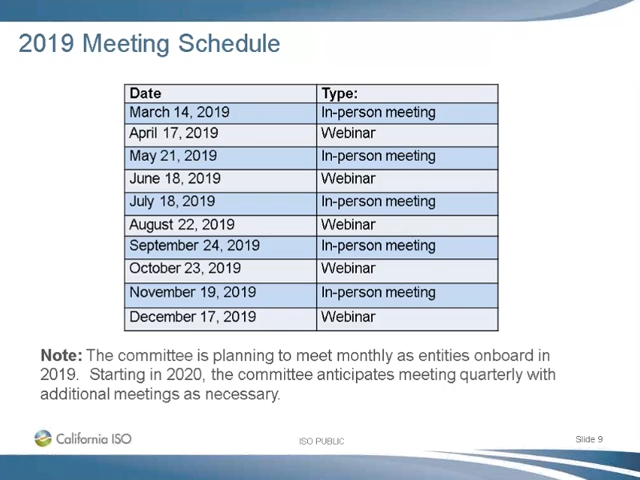 2019 Meeting Schedule
Date Type:
March 14, 2019 In-person meeting
April 17, 2019 Webinar
May 21, 2019 In-person meeting
June 18, 2019 Webinar
July 18, 2019 In-person meeting
August 22, 2019 Webinar
September 24, 2019 In-person meeting
October 23, 2019 Webinar
November 19, 2019 In-person meeting
December 17, 2019 Webinar
Note: The committee is planning to meet monthly as entities onboard in
2019. Starting in 2020, the committee anticipates meeting quarterly with
additional meetings as necessary.
California ISO ISO PUBLIC Slide 9